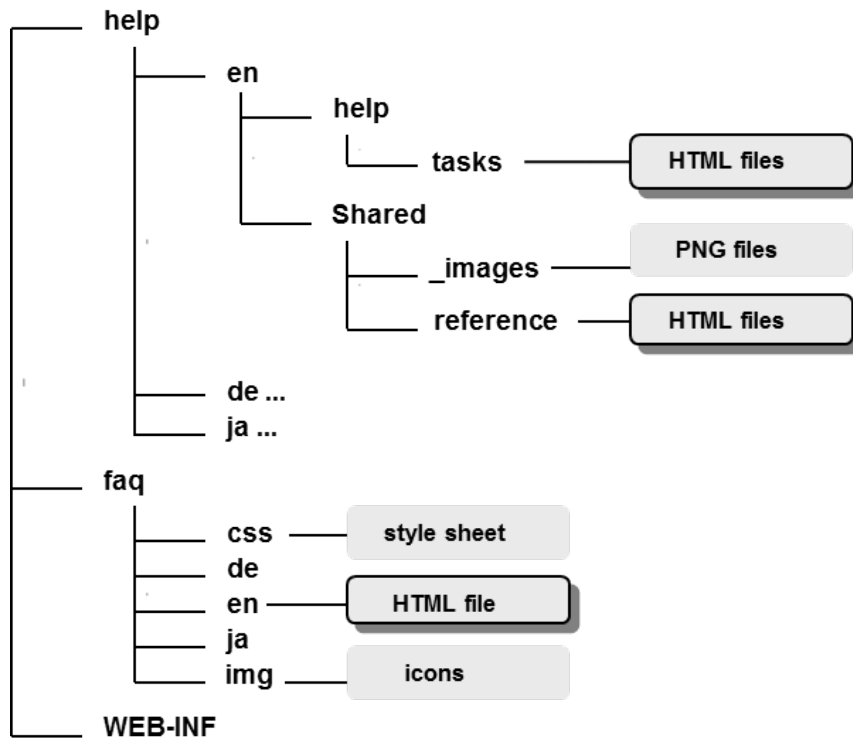 help
en
help
tasks HTML files
Shared
_images PNG files
reference HTML files
de ...
ja ...
faq
css style sheet
de
en HTML file
ja
img icons
WEB-INF